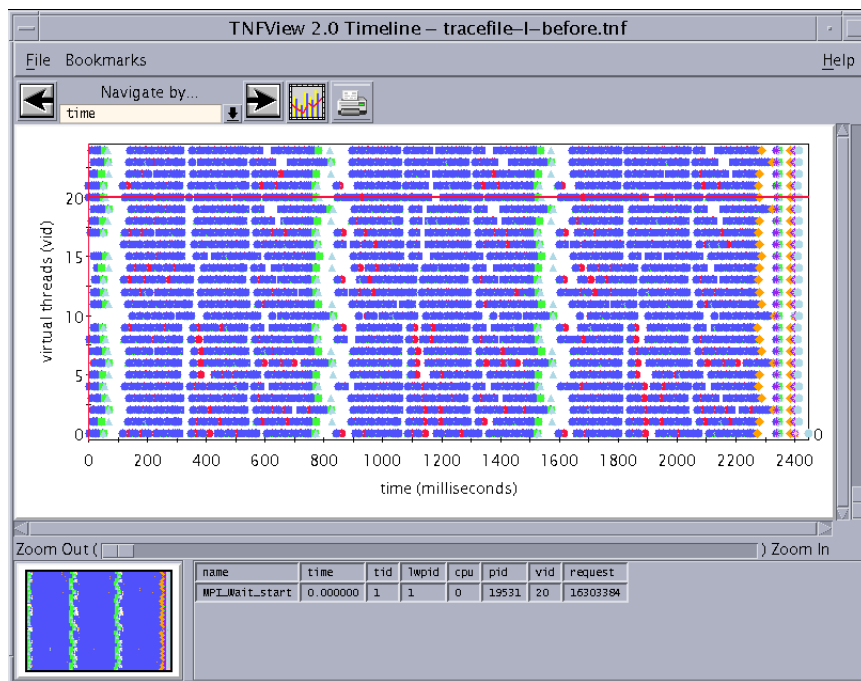 TNFView 2.0 Timeline – tracefile–l–before.tnf
File Bookmarks Help
Navigate by...
time
20
15
10
5
0
virtual threads (vid)
0
0 200 400 600 800 1000 1200 1400 1600 1800 2000 2200 2400
time (milliseconds)
Zoom Out ( ) Zoom In
name time tid lwpid cpu pid vid request
MPI_Wait_start 0.000000 1 1 0 19531 20 16303384